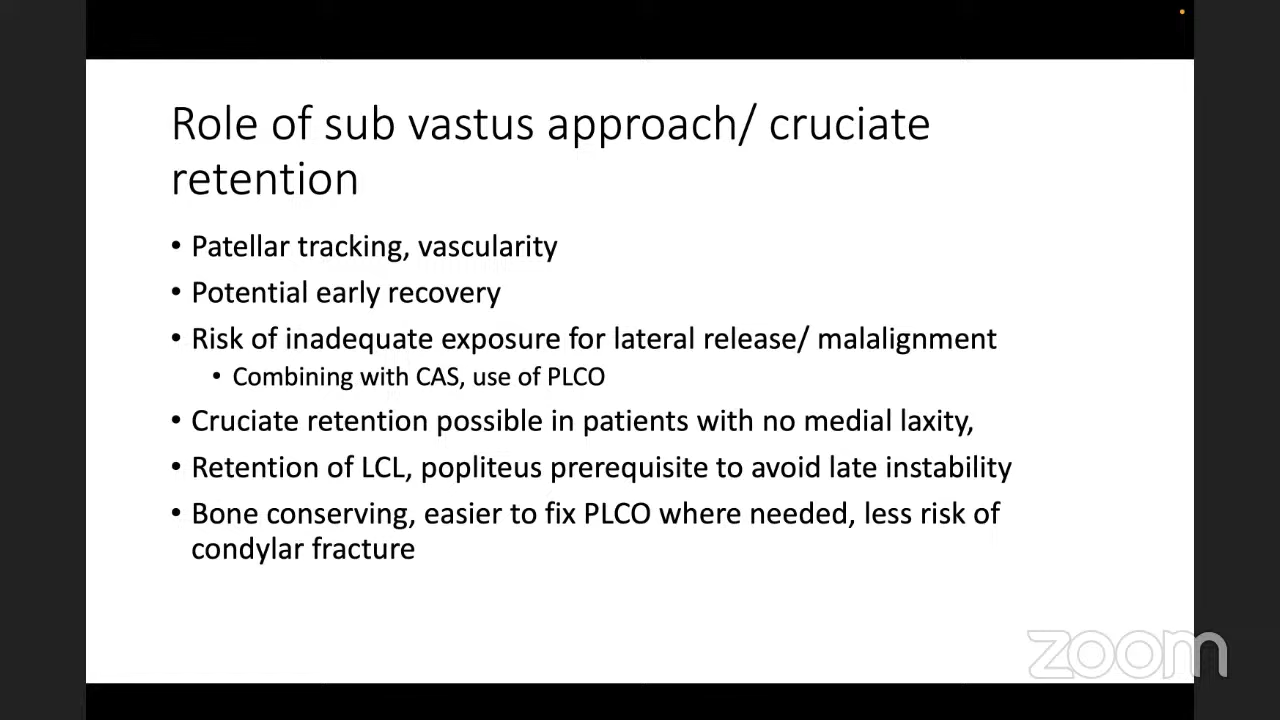 Role of sub vastus approach/ cruciate
retention
• Patellar tracking, vascularity
• Potential early recovery
• Risk of inadequate exposure for lateral release/ malalignment
• Combining with CAS, use of PLCO
• Cruciate retention possible in patients with no medial laxity,
• Retention of LCL, popliteus prerequisite to avoid late instability
• Bone conserving, easier to fix PLCO where needed, less risk of
condylar fracture
zoom